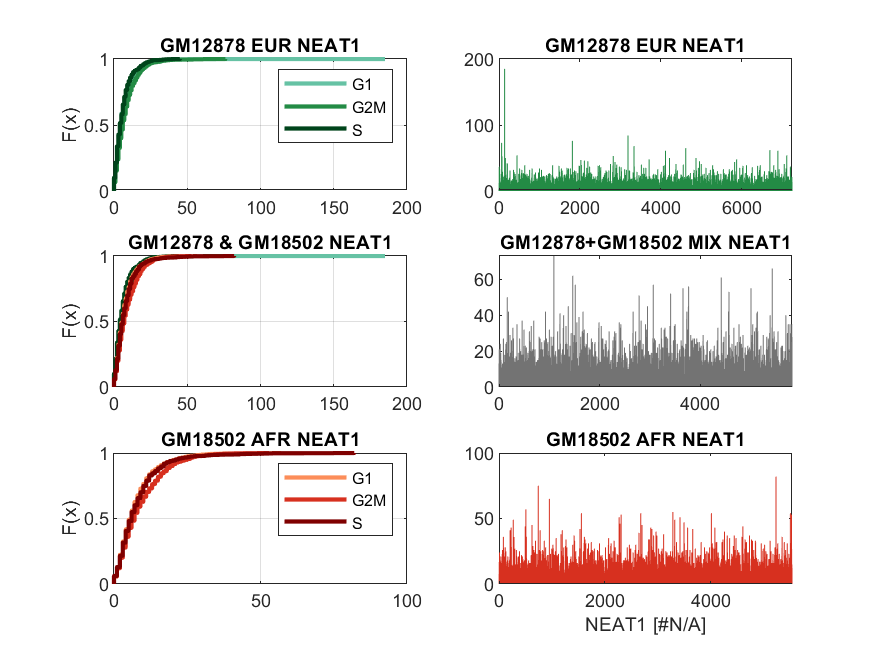 GM12878 EUR NEAT1
1
0.5
0
F(x)
0 50 100 150 200
G1
G2M
S
GM12878 EUR NEAT1
200
100
0
0 2000 4000 6000
GM12878 & GM18502 NEAT1
1
0.5
0
F(x)
0 50 100 150 200
GM12878+GM18502 MIX NEAT1
60
40
20
0
0 2000 4000
GM18502 AFR NEAT1
1
0.5
0
F(x)
0 50 100
G1
G2M
S
GM18502 AFR NEAT1
100
50
0
0 2000 4000
NEAT1 [#N/A]